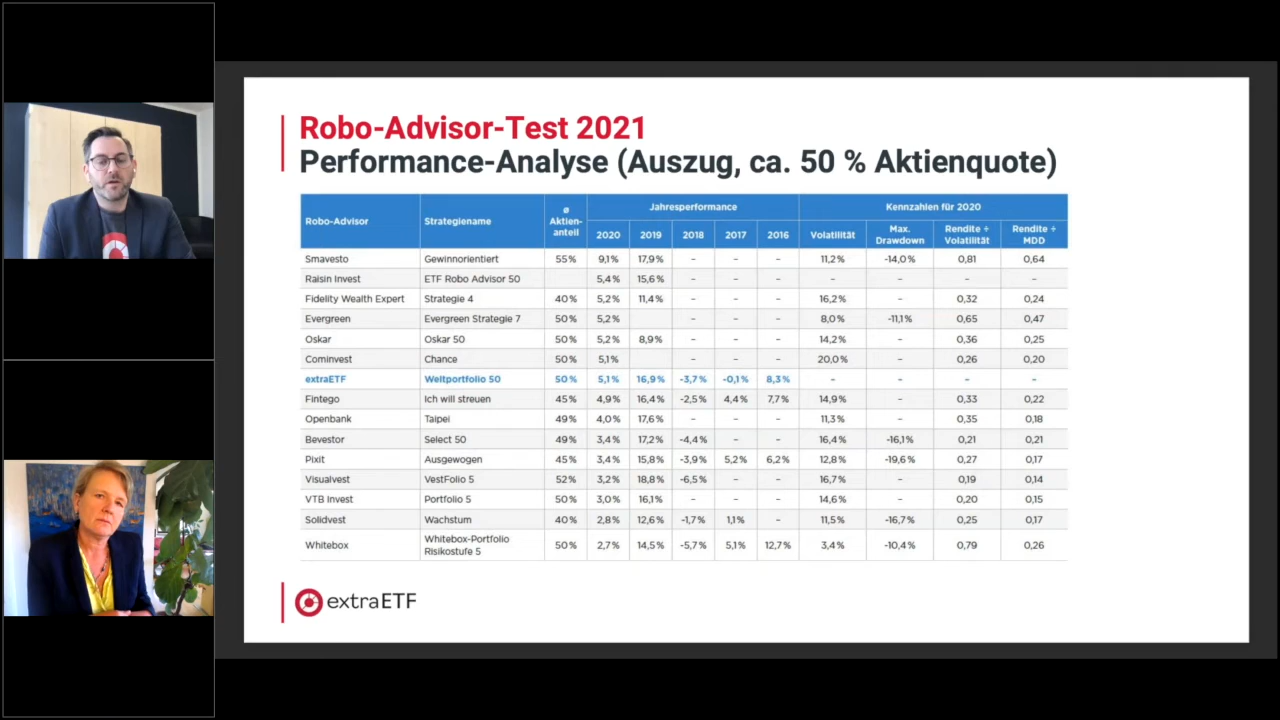 Robo-Advisor-Test 2021
Performance-Analyse (Auszug, ca. 50 % Aktienquote)
Robo-Advisor Strategiename ø Aktien-anteil Jahresperformance Kennzahlen für 2020
2020 2019 2018 2017 2016 Volatilität Max. Drawdown Rendite ÷ Volatilität Rendite ÷ MDD
Smavesto Gewinnorientiert 55% 9,1% 17,9% – – – 11,2% -14,0% 0,81 0,64
Raisin Invest ETF Robo Advisor 50 5,4% 15,6% – – – – – – –
Fidelity Wealth Expert Strategie 4 40% 5,2% 11,4% – – – 16,2% – 0,32 0,24
Evergreen Evergreen Strategie 7 50% 5,2% – – – 8,0% -11,1% 0,65 0,47
Oskar Oskar 50 50% 5,2% 8,9% – – – 14,2% – 0,36 0,25
Cominvest Chance 50% 5,1% – – – 20,0% – 0,26 0,20
extraETF Weltportfolio 50 50% 5,1% 16,9% -3,7% -0,1% 8,3% – – – –
Fintego Ich will streuen 45% 4,9% 16,4% -2,5% 4,4% 7,7% 14,9% – 0,33 0,22
Openbank Taipei 49% 4,0% 17,6% – – – 11,3% – 0,35 0,18
Bevestor Select 50 49% 3,4% 17,2% -4,4% – – 16,4% -16,1% 0,21 0,21
Pixit Ausgewogen 45% 3,4% 15,8% -3,9% 5,2% 6,2% 12,8% -19,6% 0,27 0,17
Visualvest VestFolio 5 52% 3,2% 18,8% -6,5% – – 16,7% – 0,19 0,14
VTB Invest Portfolio 5 50% 3,0% 16,1% – – – 14,6% – 0,20 0,15
Solidvest Wachstum 40% 2,8% 12,6% -1,7% 1,1% – 11,5% -16,7% 0,25 0,17
Whitebox Whitebox-Portfolio Risikostufe 5 50% 2,7% 14,5% -5,7% 5,1% 12,7% 3,4% -10,4% 0,79 0,26
extraETF